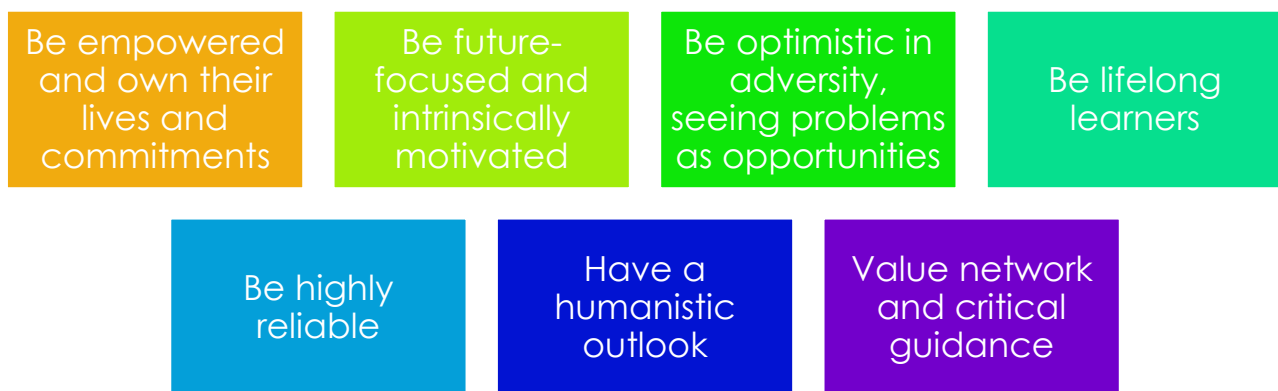 Be empowered
and own their
lives and
commitments
Be future-
focused and
intrinsically
motivated
Be optimistic in
adversity,
seeing problems
as opportunities
Be lifelong
learners
Be highly
reliable
Have a
humanistic
outlook
Value network
and critical
guidance